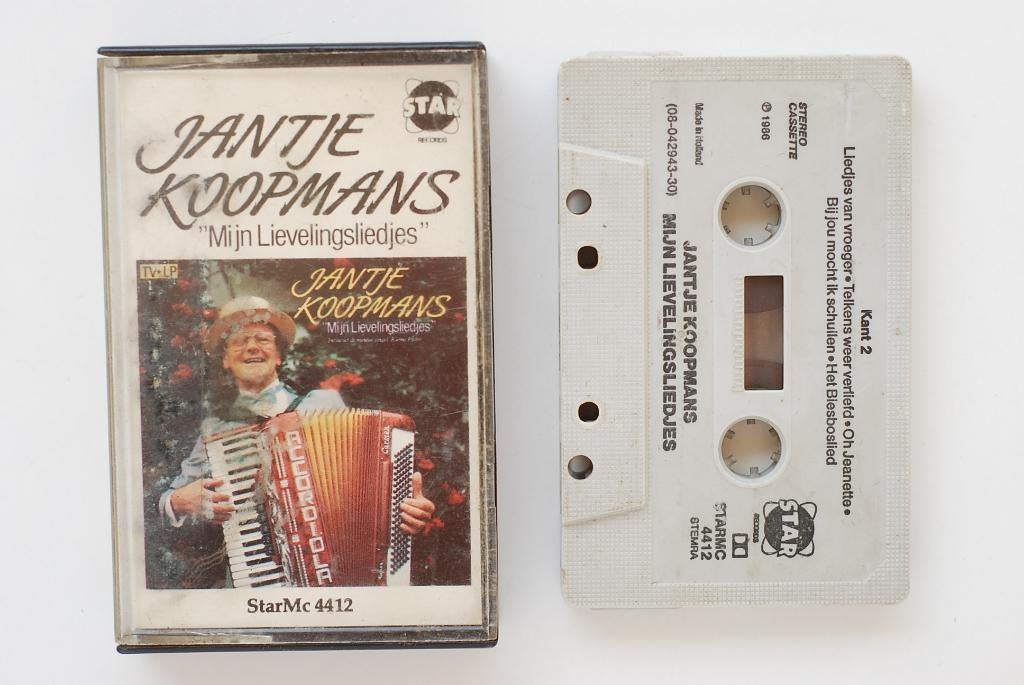 STAR
RECORDS
JANTJE
KOOPMANS
"Mijn Lievelingsliedjes"
TV•LP
JANTJE
KOOPMANS
"Mijn Lievelingsliedjes"
ACCORDIOLA
StarMc 4412
Kant 2
Liedjes van vroeger • Telkens weer verliefd • Oh Jeanette •
Bij jou mocht ik schuilen • Het Biesboslied
STEREO
CASSETTE
℗ 1986
Made in Holland
(08-042943-30)
JANTJE KOOPMANS
MIJN LIEVELINGSLIEDJES
STAR
RECORDS
STARMC
4412
STEMRA